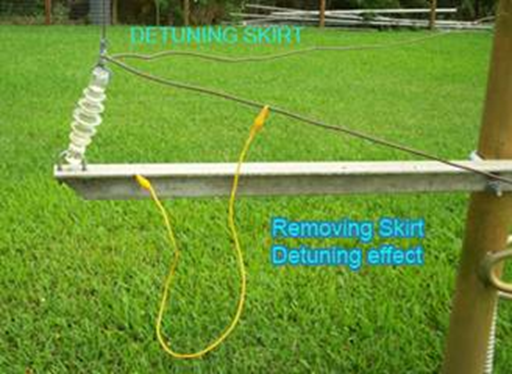 DETUNING SKIRT
Removing Skirt
Detuning effect